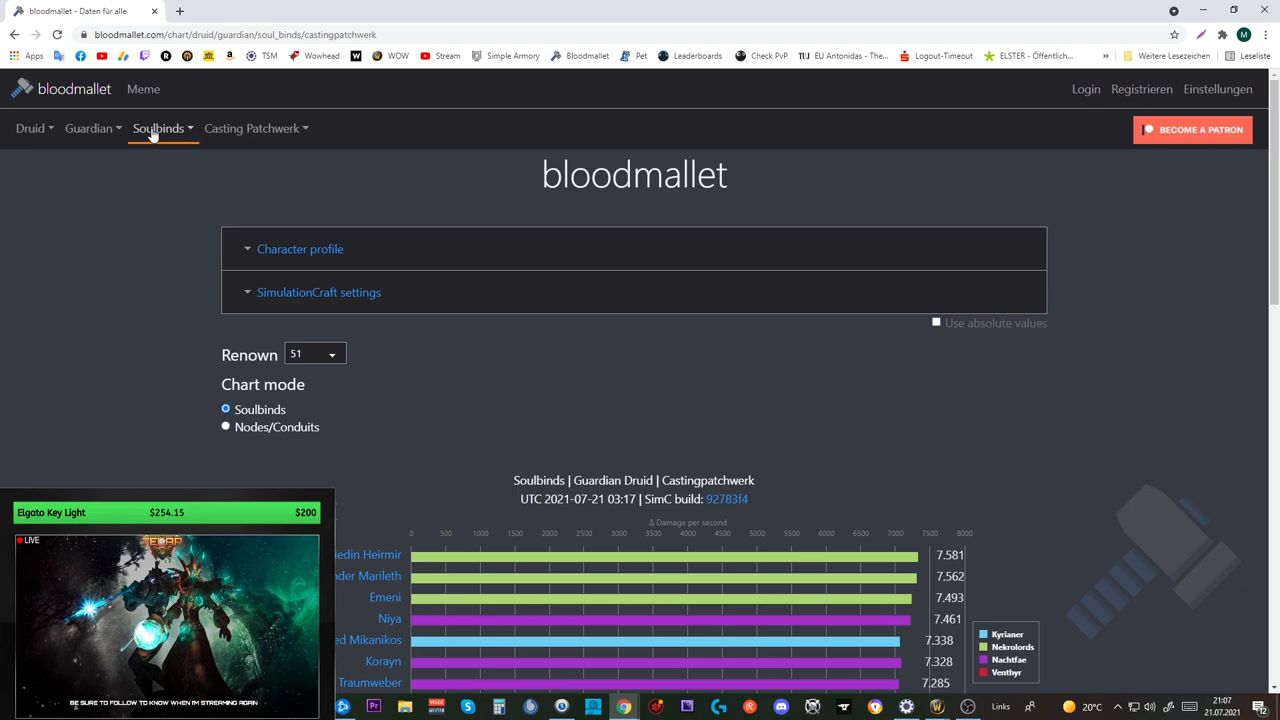 bloodmallet - Daten für alle
bloodmallet.com/chart/druid/guardian/soul_binds/castingpatchwerk
Apps
TSM
Wowhead
WOW
Stream
Simple Armory
Bloodmallet
Pet
Leaderboards
Check PvP
EU Antonidas - The...
Logout-Timeout
ELSTER - Öffentlich...
Weitere Lesezeichen
Leseliste
bloodmallet
Meme
Login
Registrieren
Einstellungen
Druid
Guardian
Soulbinds
Casting Patchwerk
BECOME A PATRON
bloodmallet
Character profile
SimulationCraft settings
Use absolute values
Renown 51
Chart mode
Soulbinds
Nodes/Conduits
Soulbinds | Guardian Druid | Castingpatchwerk
UTC 2021-07-21 03:17 | SimC build: 92783f4
Δ Damage per second
0 500 1000 1500 2000 2500 3000 3500 4000 4500 5000 5500 6000 6500 7000 7500 8000
iedin Heirmir 7.581
nder Marileth 7.562
Emeni 7.493
Niya 7.461
ed Mikanikos 7.338
Korayn 7.328
Traumweber 7.285
Kyrianer
Nekrolords
Nachtfae
Venthyr
Elgato Key Light $254.15 $200
LIVE
BE SURE TO FOLLOW TO KNOW WHEN I'M STREAMING AGAIN
20°C
Links
21:07
21.07.2021